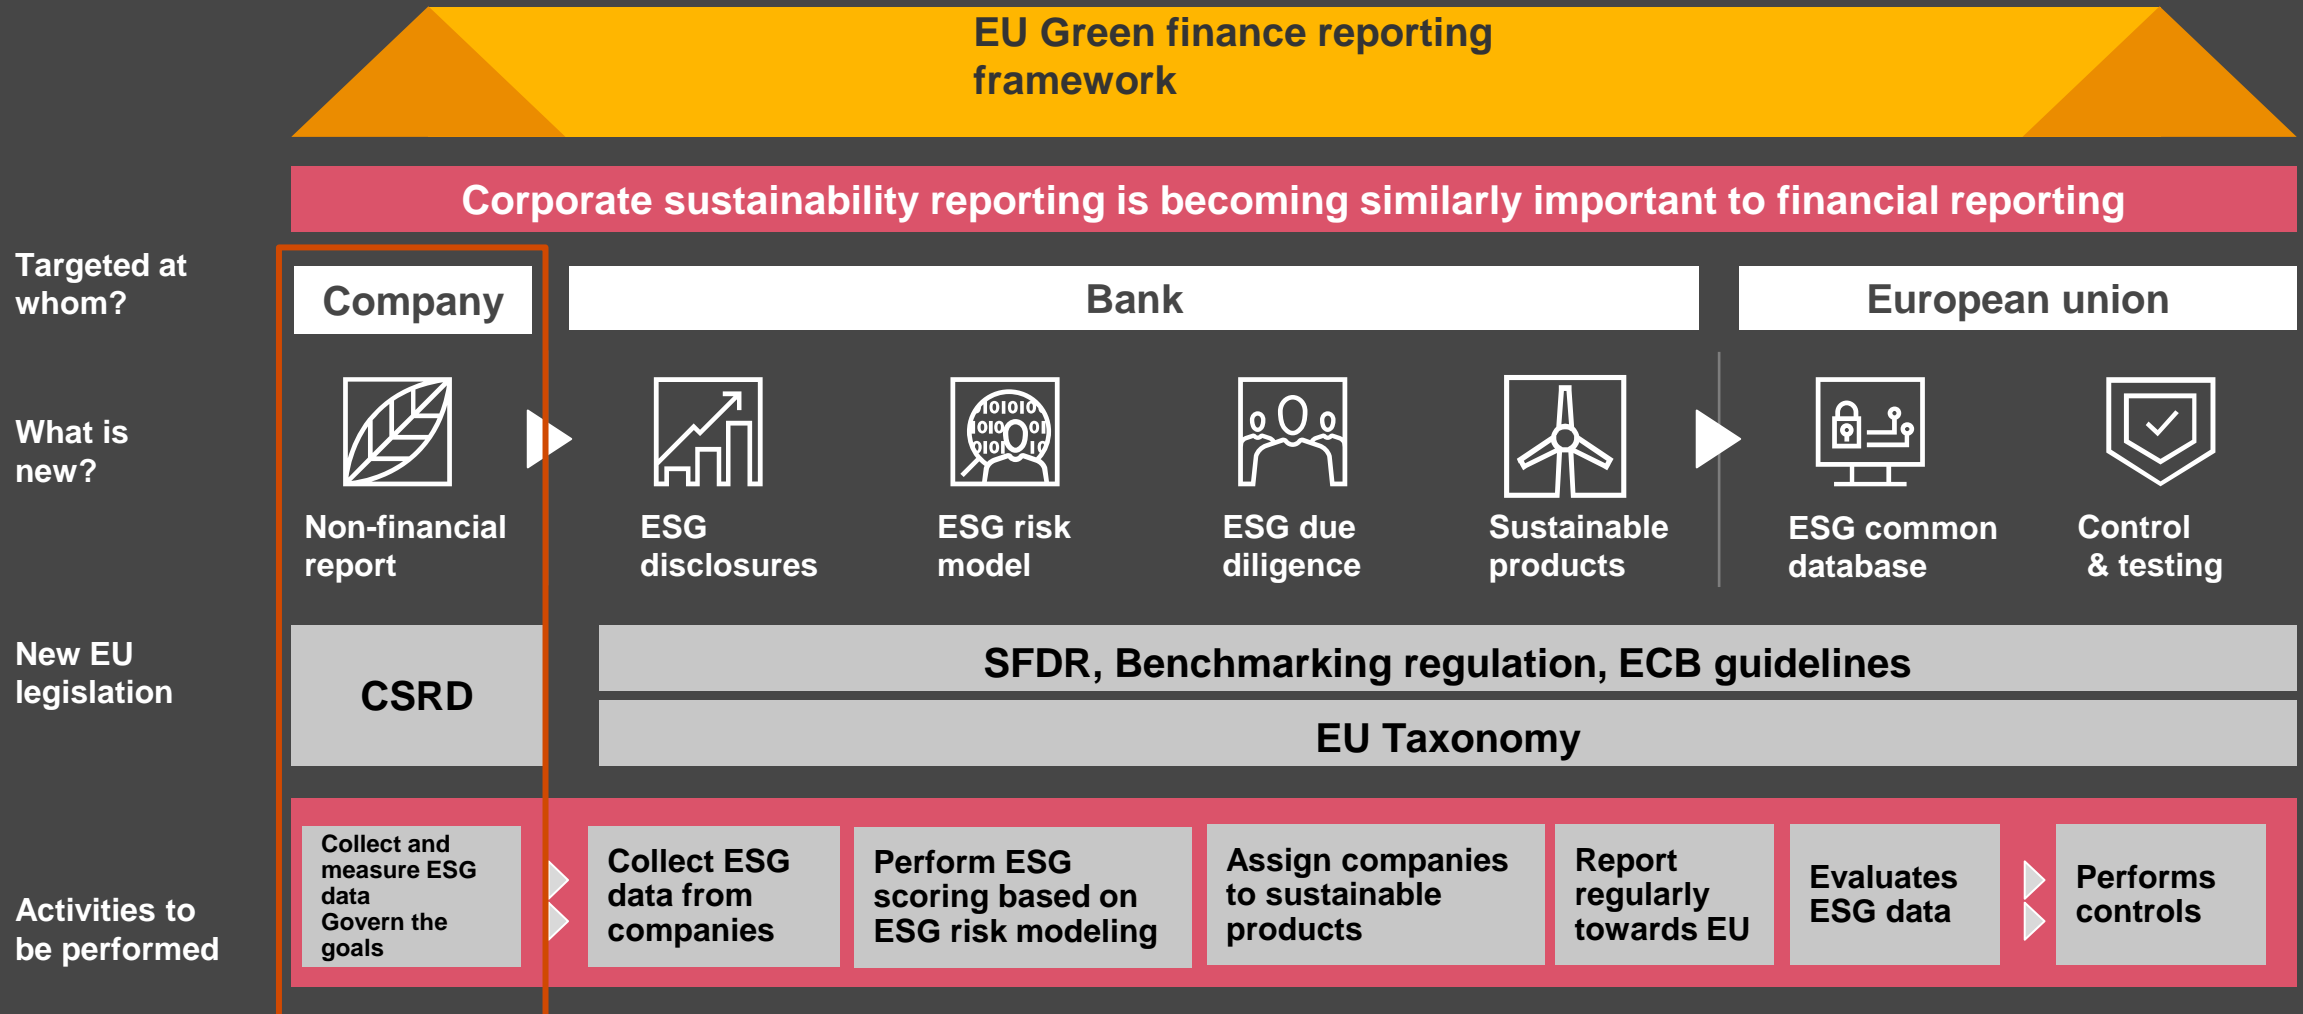 EU Green finance reporting
framework
Corporate sustainability reporting is becoming similarly important to financial reporting
Targeted at
whom?
Company
Bank
European union
What is
new?
Non-financial
report
ESG
disclosures
ESG risk
model
ESG due
diligence
Sustainable
products
ESG common
database
Control
& testing
New EU
legislation
CSRD
SFDR, Benchmarking regulation, ECB guidelines
EU Taxonomy
Activities to
be performed
Collect and
measure ESG
data
Govern the
goals
Collect ESG
data from
companies
Perform ESG
scoring based on
ESG risk modeling
Assign companies
to sustainable
products
Report
regularly
towards EU
Evaluates
ESG data
Performs
controls